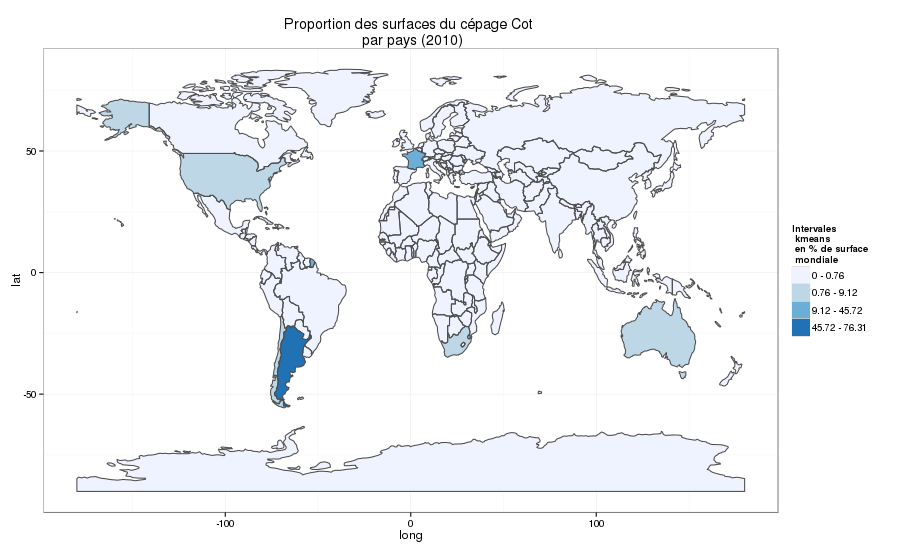 Proportion des surfaces du cépage Cot
par pays (2010)
50
0
-50
lat
-100
0
100
long
Intervales
kmeans
en % de surface
mondiale
0 - 0.76
0.76 - 9.12
9.12 - 45.72
45.72 - 76.31